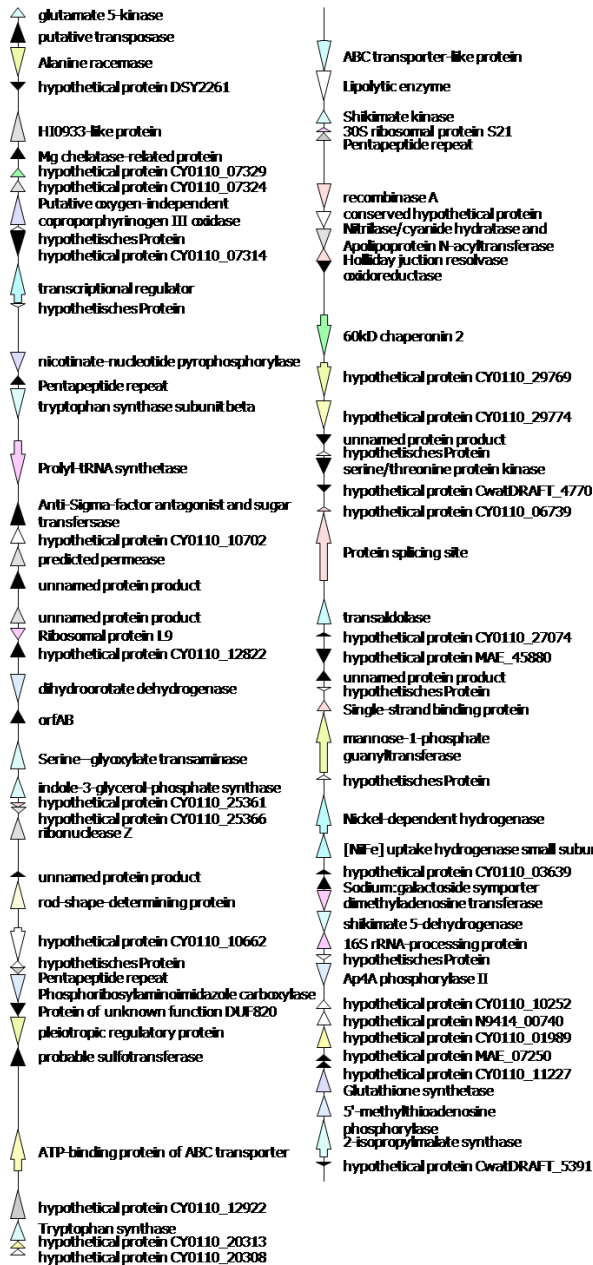 glutamate 5-kinase
putative transposase
Alanine racemase
hypothetical protein DSY2261
HI0933-like protein
Mg chelatase-related protein
hypothetical protein CY0110_07329
hypothetical protein CY0110_07324
Putative oxygen-independent
coproporphyrinogen III oxidase
hypothetisches Protein
hypothetical protein CY0110_07314
transcriptional regulator
hypothetisches Protein
nicotinate-nucleotide pyrophosphorylase
Pentapeptide repeat
tryptophan synthase subunit beta
Prolyl-tRNA synthetase
Anti-Sigma-factor antagonist and sugar
transfersase
hypothetical protein CY0110_10702
predicted permease
unnamed protein product
unnamed protein product
Ribosomal protein L9
hypothetical protein CY0110_12822
dihydroorotate dehydrogenase
orfAB
Serine--glyoxylate transaminase
indole-3-glycerol-phosphate synthase
hypothetical protein CY0110_25361
hypothetical protein CY0110_25366
ribonuclease Z
unnamed protein product
rod-shape-determining protein
hypothetical protein CY0110_10662
hypothetisches Protein
Pentapeptide repeat
Phosphoribosylaminoimidazole carboxylase
Protein of unknown function DUF820
pleiotropic regulatory protein
probable sulfotransferase
ATP-binding protein of ABC transporter
hypothetical protein CY0110_12922
Tryptophan synthase
hypothetical protein CY0110_20313
hypothetical protein CY0110_20308
ABC transporter-like protein
Lipolytic enzyme
Shikimate kinase
30S ribosomal protein S21
Pentapeptide repeat
recombinase A
conserved hypothetical protein
Nitrilase/cyanide hydratase and
Apolipoprotein N-acyltransferase
Holliday juction resolvase
oxidoreductase
60kD chaperonin 2
hypothetical protein CY0110_29769
hypothetical protein CY0110_29774
unnamed protein product
hypothetisches Protein
serine/threonine protein kinase
hypothetical protein CwatDRAFT_4770
hypothetical protein CY0110_06739
Protein splicing site
transaldolase
hypothetical protein CY0110_27074
hypothetical protein MAE_45880
unnamed protein product
hypothetisches Protein
Single-strand binding protein
mannose-1-phosphate
guanyltransferase
hypothetisches Protein
Nickel-dependent hydrogenase
[NiFe] uptake hydrogenase small subu
hypothetical protein CY0110_03639
Sodium:galactoside symporter
dimethyladenosine transferase
shikimate 5-dehydrogenase
16S rRNA-processing protein
hypothetisches Protein
Ap4A phosphorylase II
hypothetical protein CY0110_10252
hypothetical protein N9414_00740
hypothetical protein CY0110_01989
hypothetical protein MAE_07250
hypothetical protein CY0110_11227
Glutathione synthetase
5'-methylthioadenosine
phosphorylase
2-isopropylmalate synthase
hypothetical protein CwatDRAFT_5391